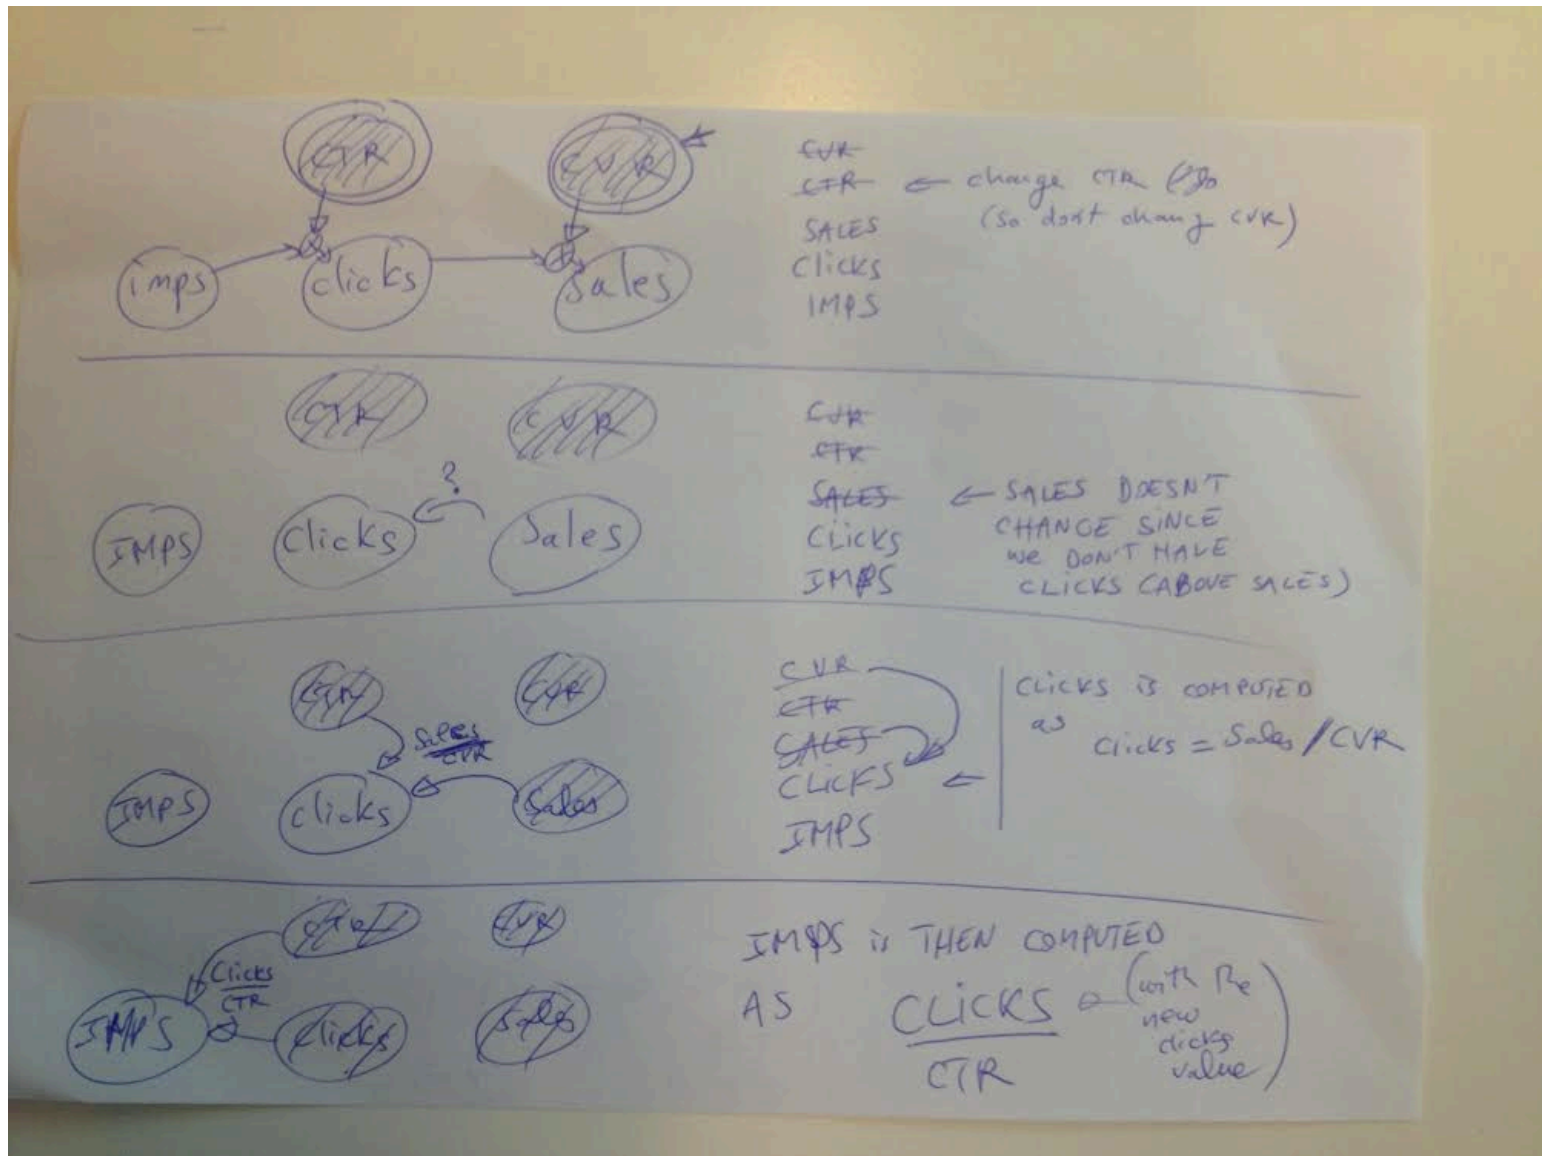 CTR
CVR
imps
clicks
Sales
CVR
CTR ← change CTR
(So don't change CVR)
SALES
Clicks
IMPS
CTR
CVR
?
IMPS
Clicks
Sales
CVR
CTR
SALES ← SALES DOESN'T
CHANGE SINCE
WE DON'T HAVE
CLICKS (ABOVE SALES)
CLICKS
IMPS
CTR
CVR
Sales
CVR
IMPS
clicks
Sales
CVR
CTR
SALES
CLICKS ←
IMPS
CLICKS IS COMPUTED
as
Clicks = Sales / CVR
CTR
CVR
Clicks
CTR
IMPS
Clicks
Sales
IMPS is THEN COMPUTED
AS
CLICKS
CTR
(with the
new
clicks
value)